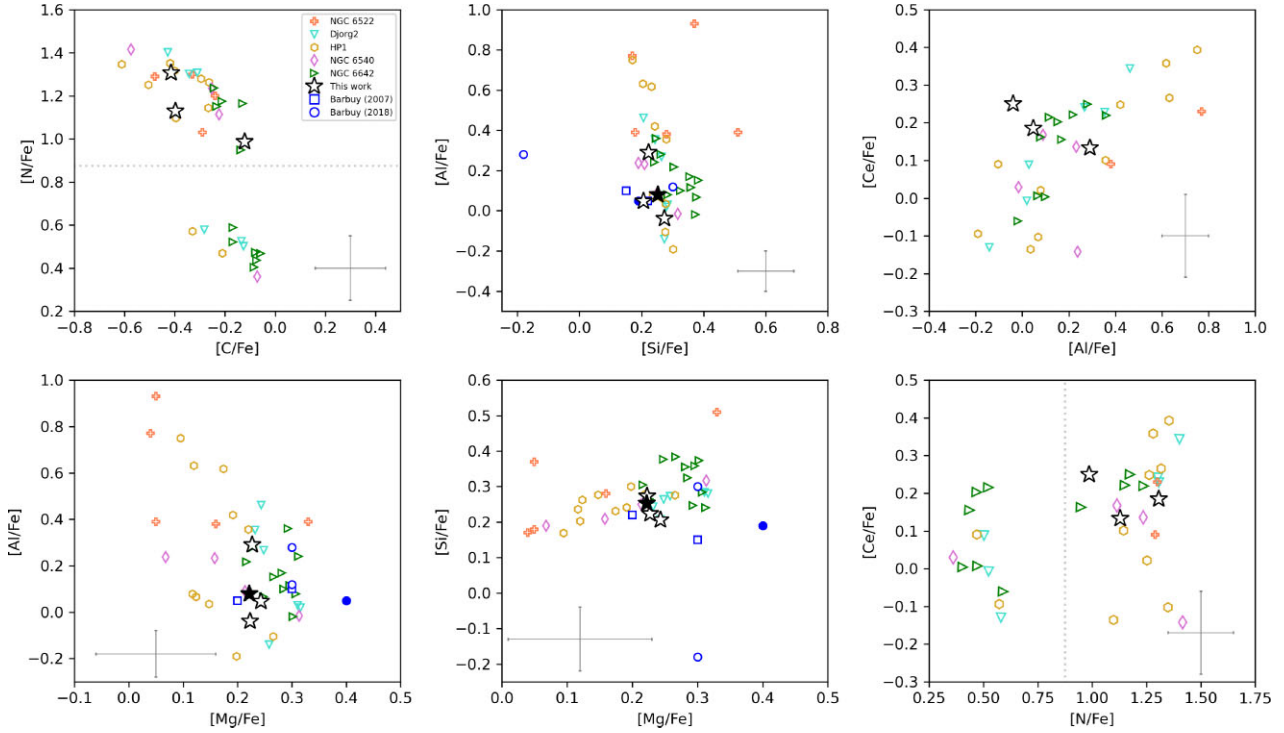 [N/Fe]
1.6
1.4
1.2
1.0
0.8
0.6
0.4
0.2
−0.8 −0.6 −0.4 −0.2 0.0 0.2 0.4
[C/Fe]
NGC 6522
Djorg2
HP1
NGC 6540
NGC 6642
This work
Barbuy (2007)
Barbuy (2018)
[Al/Fe]
1.0
0.8
0.6
0.4
0.2
0.0
−0.2
−0.4
−0.2 0.0 0.2 0.4 0.6 0.8
[Si/Fe]
[Ce/Fe]
0.5
0.4
0.3
0.2
0.1
0.0
−0.1
−0.2
−0.3
−0.4 −0.2 0.0 0.2 0.4 0.6 0.8 1.0
[Al/Fe]
[Al/Fe]
1.0
0.8
0.6
0.4
0.2
0.0
−0.2
−0.1 0.0 0.1 0.2 0.3 0.4 0.5
[Mg/Fe]
[Si/Fe]
0.6
0.5
0.4
0.3
0.2
0.1
0.0
−0.1
−0.2
0.0 0.1 0.2 0.3 0.4 0.5
[Mg/Fe]
[Ce/Fe]
0.5
0.4
0.3
0.2
0.1
0.0
−0.1
−0.2
−0.3
0.25 0.50 0.75 1.00 1.25 1.50 1.75
[N/Fe]